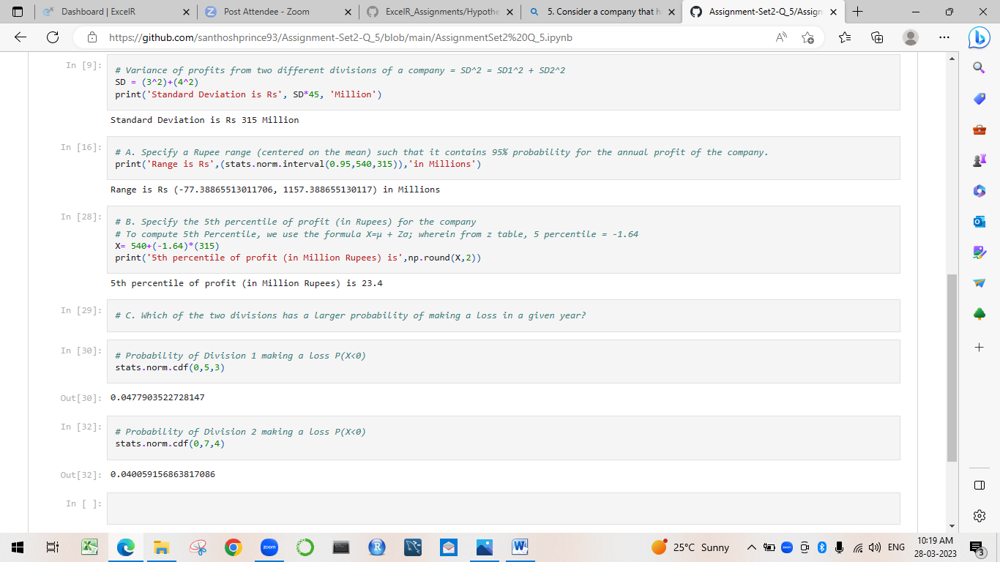 Dashboard | ExcelR
Post Attendee - Zoom
ExcelR_Assignments/Hypothe
5. Consider a company that h
Assignment-Set2-Q_5/Assign
https://github.com/santhoshprince93/Assignment-Set2-Q_5/blob/main/AssignmentSet2%20Q_5.ipynb
In [9]:
# Variance of profits from two different divisions of a company = SD^2 = SD1^2 + SD2^2
SD = (3^2)+(4^2)
print('Standard Deviation is Rs', SD*45, 'Million')
Standard Deviation is Rs 315 Million
In [16]:
# A. Specify a Rupee range (centered on the mean) such that it contains 95% probability for the annual profit of the company.
print('Range is Rs',(stats.norm.interval(0.95,540,315)),'in Millions')
Range is Rs (-77.38865513011706, 1157.388655130117) in Millions
In [28]:
# B. Specify the 5th percentile of profit (in Rupees) for the company
# To compute 5th Percentile, we use the formula X=μ + Zσ; wherein from z table, 5 percentile = -1.64
X= 540+(-1.64)*(315)
print('5th percentile of profit (in Million Rupees) is',np.round(X,2))
5th percentile of profit (in Million Rupees) is 23.4
In [29]:
# C. Which of the two divisions has a larger probability of making a loss in a given year?
In [30]:
# Probability of Division 1 making a loss P(X<0)
stats.norm.cdf(0,5,3)
Out[30]:
0.0477903522728147
In [32]:
# Probability of Division 2 making a loss P(X<0)
stats.norm.cdf(0,7,4)
Out[32]:
0.040059156863817086
In [ ]:
zoom
25°C Sunny
ENG
10:19 AM
28-03-2023
3